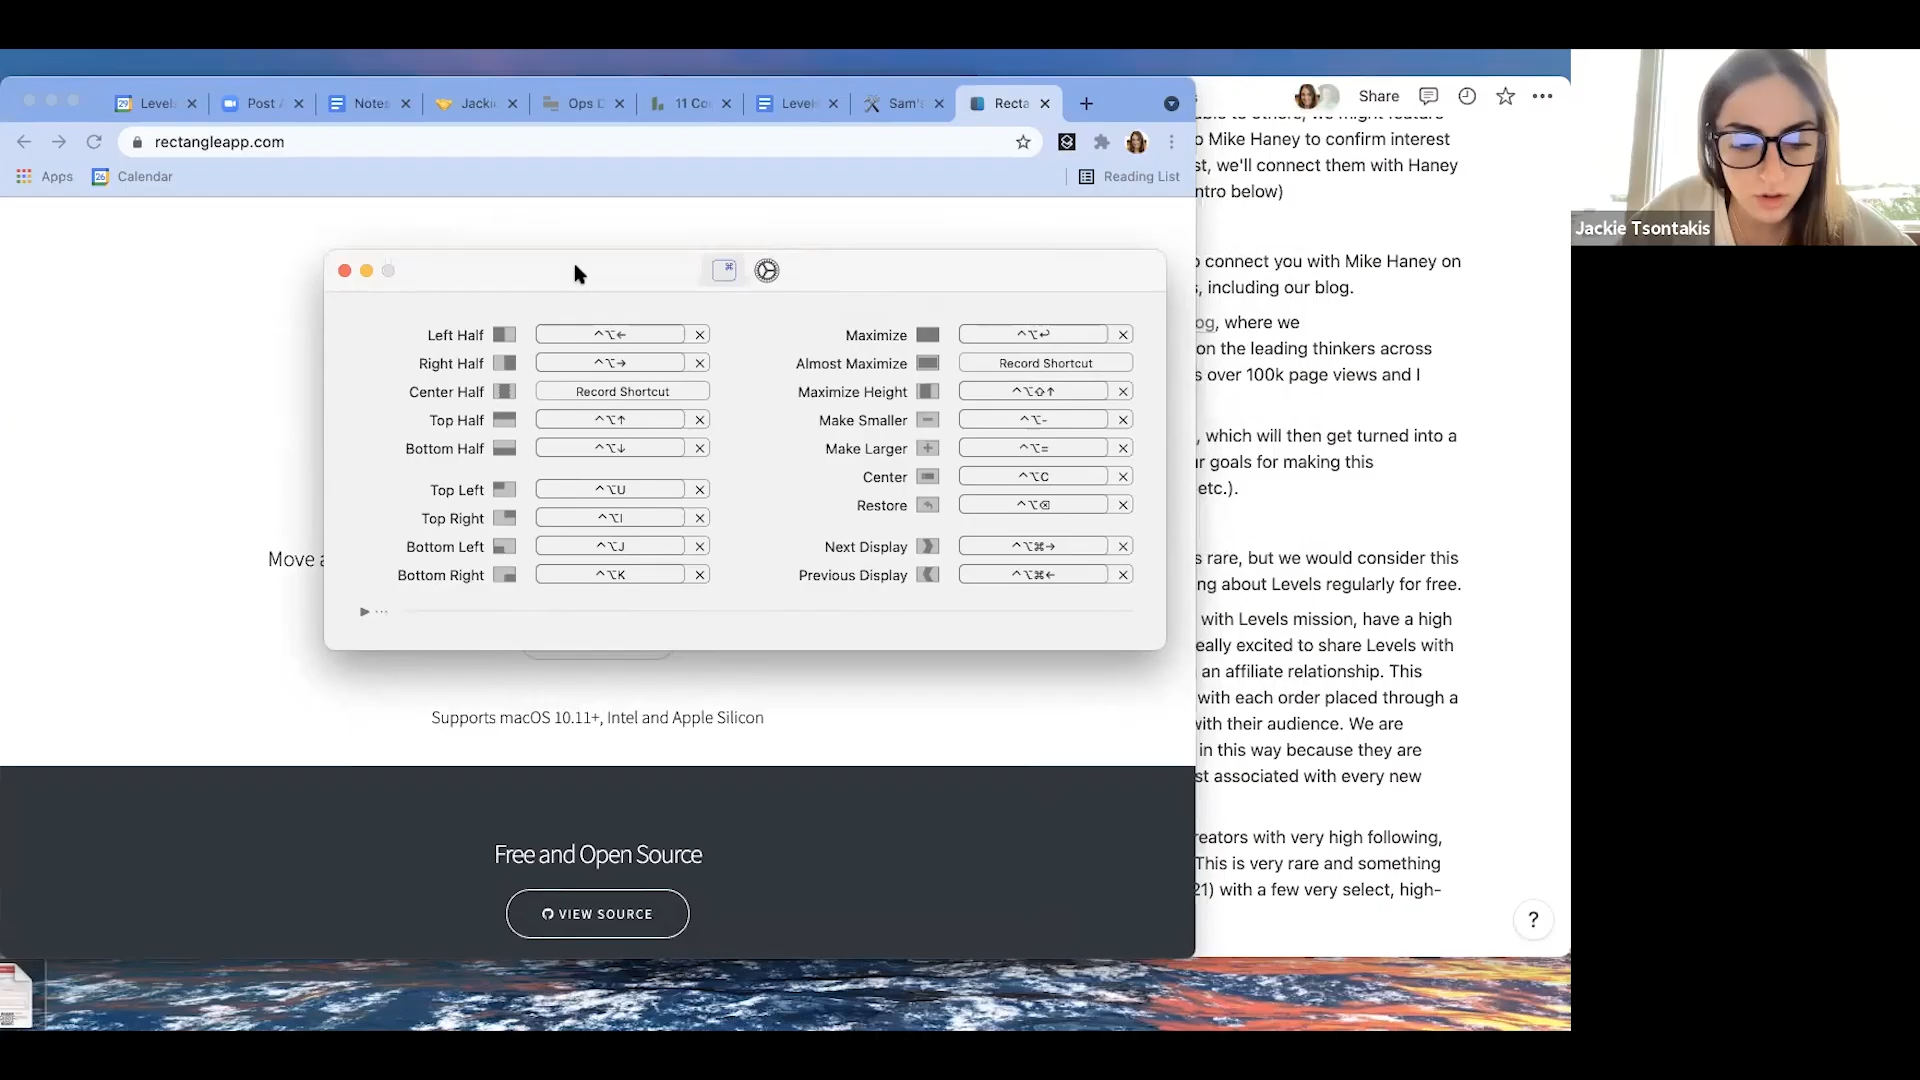 Levels
Post
Notes
Jacki
Ops D
11 Co
Levels
Sam's
Recta
rectangleapp.com
Apps
Calendar
Reading List
Left Half ^⌥←
Right Half ^⌥→
Center Half Record Shortcut
Top Half ^⌥↑
Bottom Half ^⌥↓
Top Left ^⌥U
Top Right ^⌥I
Bottom Left ^⌥J
Bottom Right ^⌥K
Maximize ^⌥↩
Almost Maximize Record Shortcut
Maximize Height ^⌥⇧↑
Make Smaller ^⌥-
Make Larger ^⌥=
Center ^⌥C
Restore ^⌥⌫
Next Display ^⌥⌘→
Previous Display ^⌥⌘←
...
Move
Supports macOS 10.11+, Intel and Apple Silicon
Free and Open Source
VIEW SOURCE
Share
to others, we might feature
Mike Haney to confirm interest
we'll connect them with Haney
below)
connect you with Mike Haney on
including our blog.
where we
on the leading thinkers across
over 100k page views and I
, which will then get turned into a
goals for making this
etc.).
rare, but we would consider this
about Levels regularly for free.
with Levels mission, have a high
really excited to share Levels with
an affiliate relationship. This
with each order placed through a
with their audience. We are
in this way because they are
associated with every new
creators with very high following,
This is very rare and something
21) with a few very select, high-
?
Jackie Tsontakis